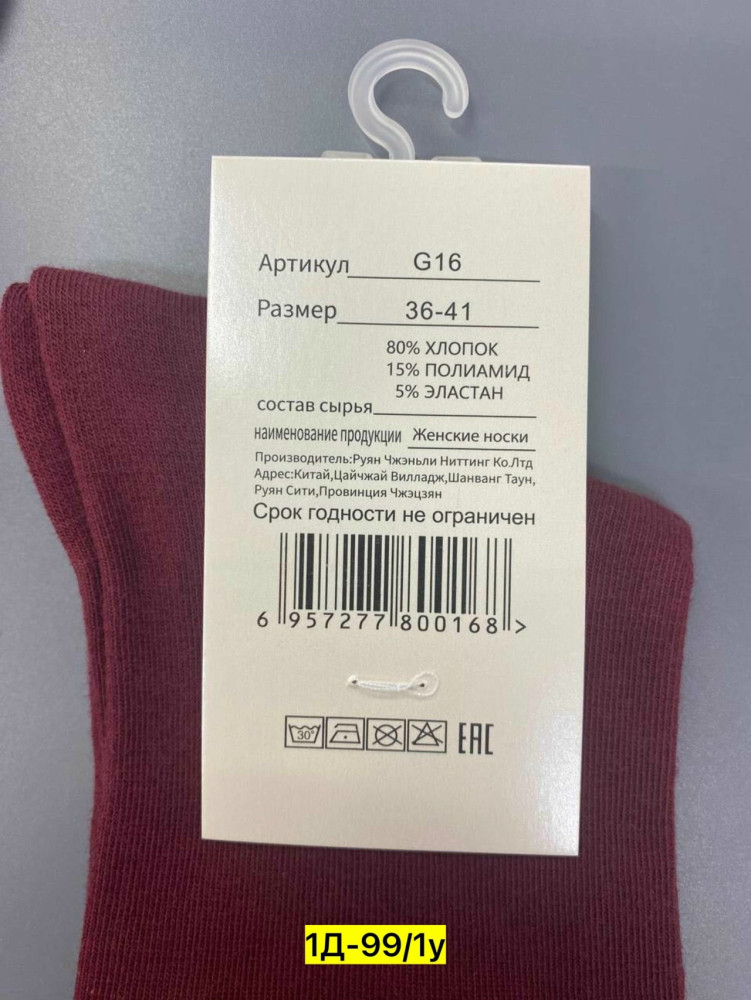 Артикул G16
Размер 36-41
80% ХЛОПОК
15% ПОЛИАМИД
5% ЭЛАСТАН
состав сырья
наименование продукции Женские носки
Производитель:Руян Чжэньли Ниттинг Ко.Лтд
Адрес:Китай,Цайчжай Вилладж,Шанванг Таун,
Руян Сити,Провинция Чжэцзян
Срок годности не ограничен
6 957277 800168 >
30° EAC
1Д-99/1у